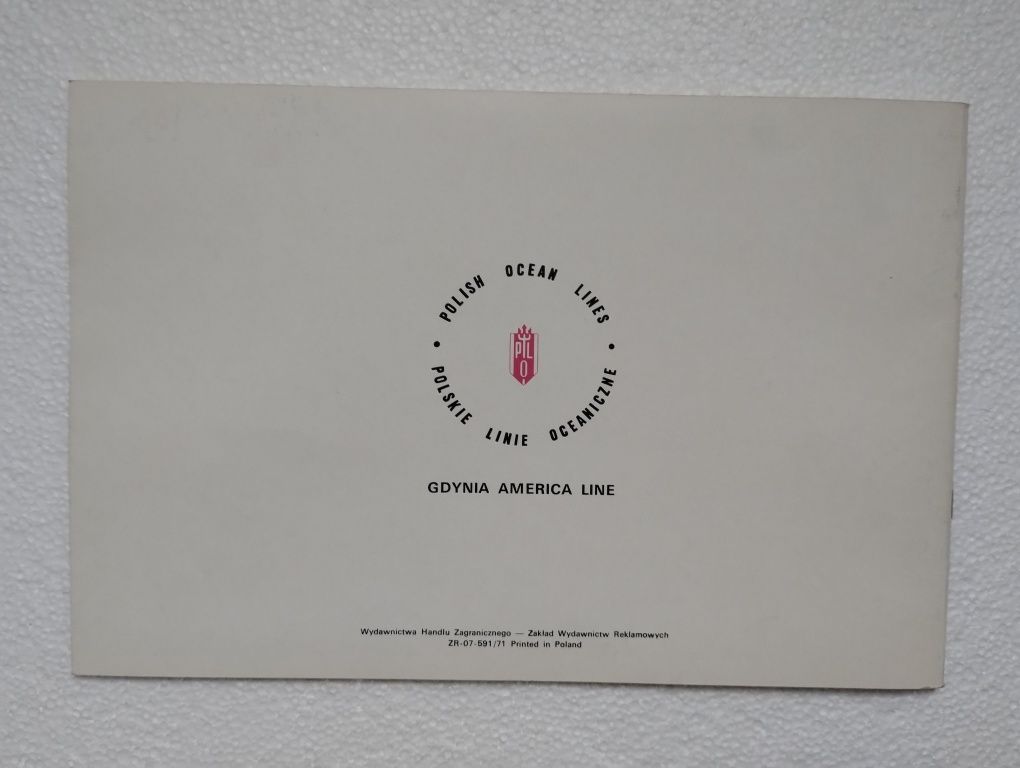 POLISH OCEAN LINES
PTL
O
• POLSKIE LINIE OCEANICZNE •
GDYNIA AMERICA LINE
Wydawnictwa Handlu Zagranicznego — Zakład Wydawnictw Reklamowych
ZR-07-591/71 Printed in Poland